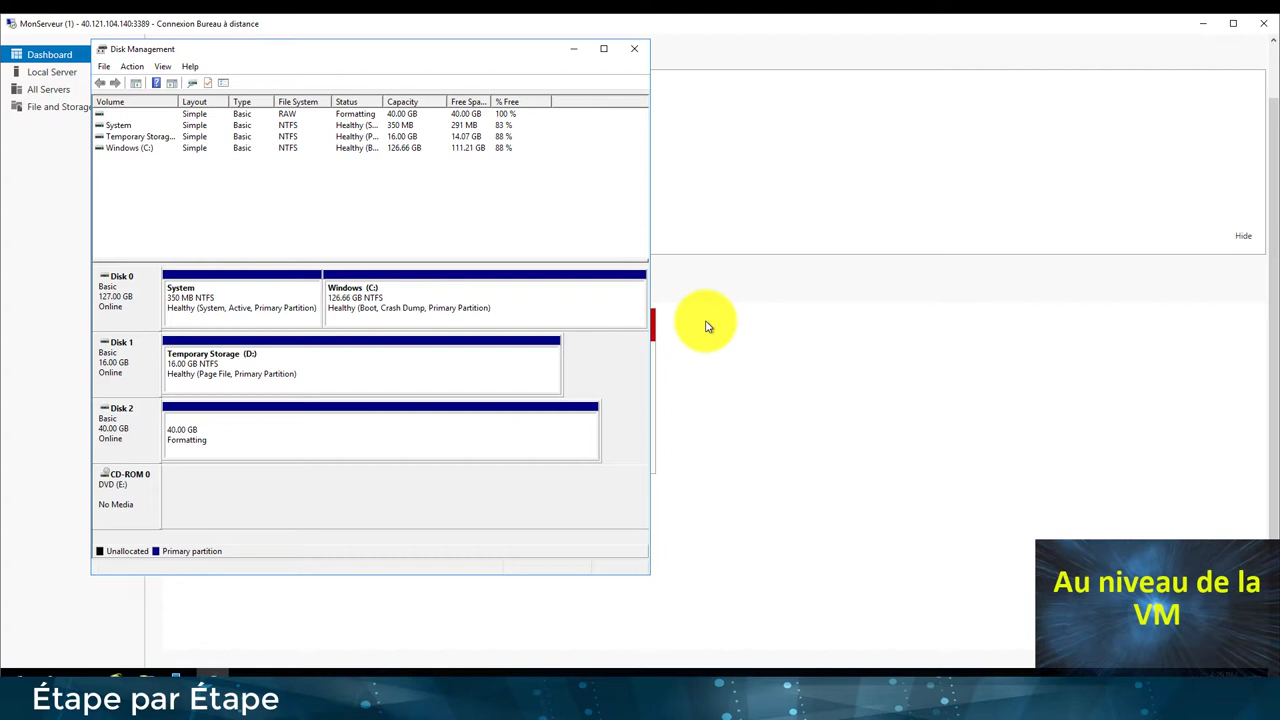 MonServeur (1) - 40.121.104.140:3389 - Connexion Bureau à distance
Dashboard
Local Server
All Servers
File and Storage
Disk Management
File Action View Help
Volume Layout Type File System Status Capacity Free Spa... % Free
Simple Basic RAW Formatting 40.00 GB 40.00 GB 100 %
System Simple Basic NTFS Healthy (S... 350 MB 291 MB 83 %
Temporary Storag... Simple Basic NTFS Healthy (P... 16.00 GB 14.07 GB 88 %
Windows (C:) Simple Basic NTFS Healthy (B... 126.66 GB 111.21 GB 88 %
Hide
Disk 0
Basic
127.00 GB
Online
System
350 MB NTFS
Healthy (System, Active, Primary Partition)
Windows (C:)
126.66 GB NTFS
Healthy (Boot, Crash Dump, Primary Partition)
Disk 1
Basic
16.00 GB
Online
Temporary Storage (D:)
16.00 GB NTFS
Healthy (Page File, Primary Partition)
Disk 2
Basic
40.00 GB
Online
40.00 GB
Formatting
CD-ROM 0
DVD (E:)
No Media
Unallocated Primary partition
Au niveau de la
VM
Étape par Étape